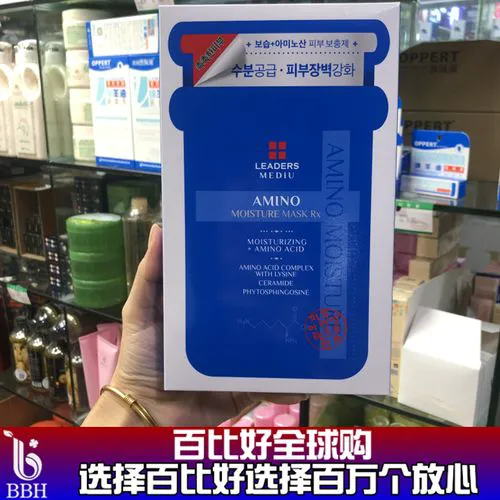 보습+아미노산 피부 보충제
수분공급·피부장벽강화
LEADERS
MEDIU
AMINO
MOISTURE MASK Rx
MOISTURIZING
+ AMINO ACID
AMINO ACID COMPLEX
WITH LYSINE
CERAMIDE
PHYTOSPHINGOSINE
AMINO MOISTU
OPPERT
OPPERT
OPPERT
百比好全球购
选择百比好选择百万个放心
BBH